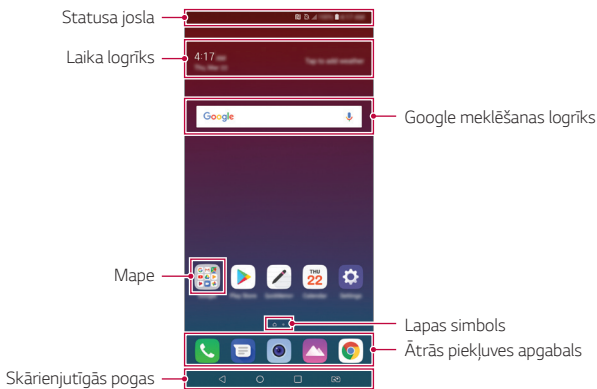 Statusa josla
Laika logrīks
4:17
Google
Google meklēšanas logrīks
Mape
THU
22
Lapas simbols
Ātrās piekļuves apgabals
Skārienjutīgās pogas